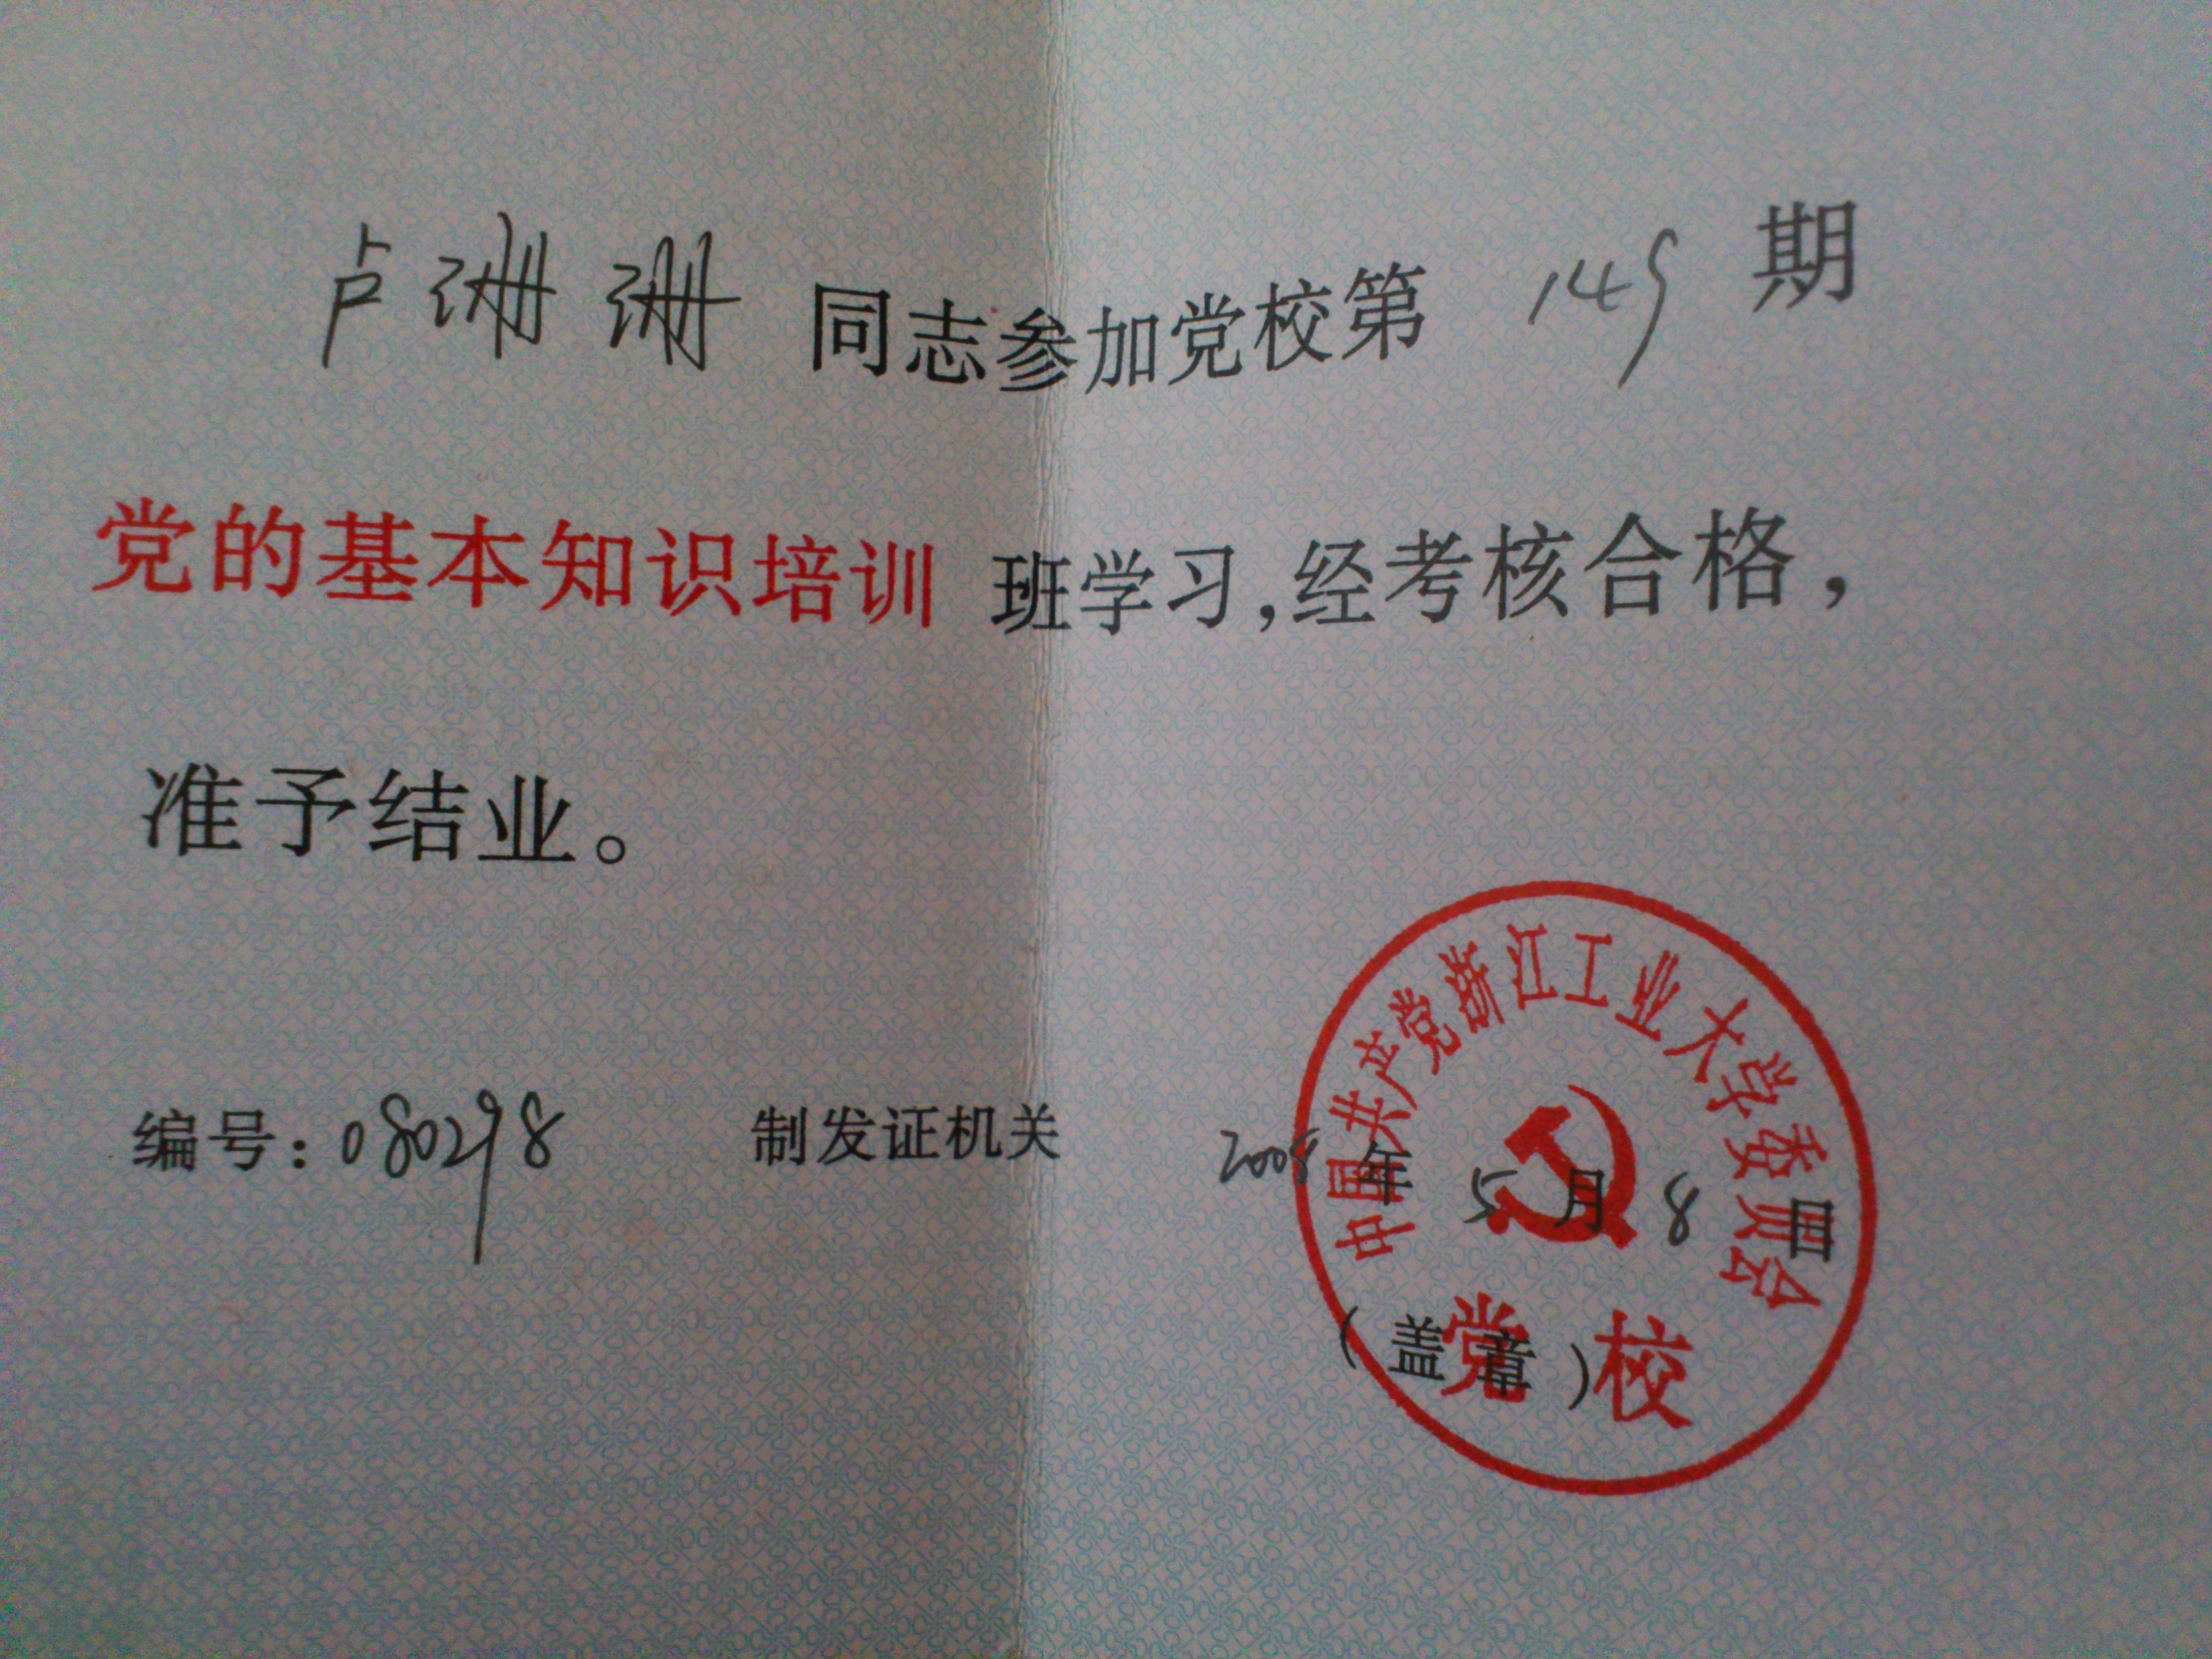 卢珊珊 同志参加党校第 149 期
党的基本知识培训 班学习，经考核合格，
准予结业。
编号：080298 制发证机关 2008 年 5 月 8 日
（盖章）
中国共产党浙江工业大学委员会
党校